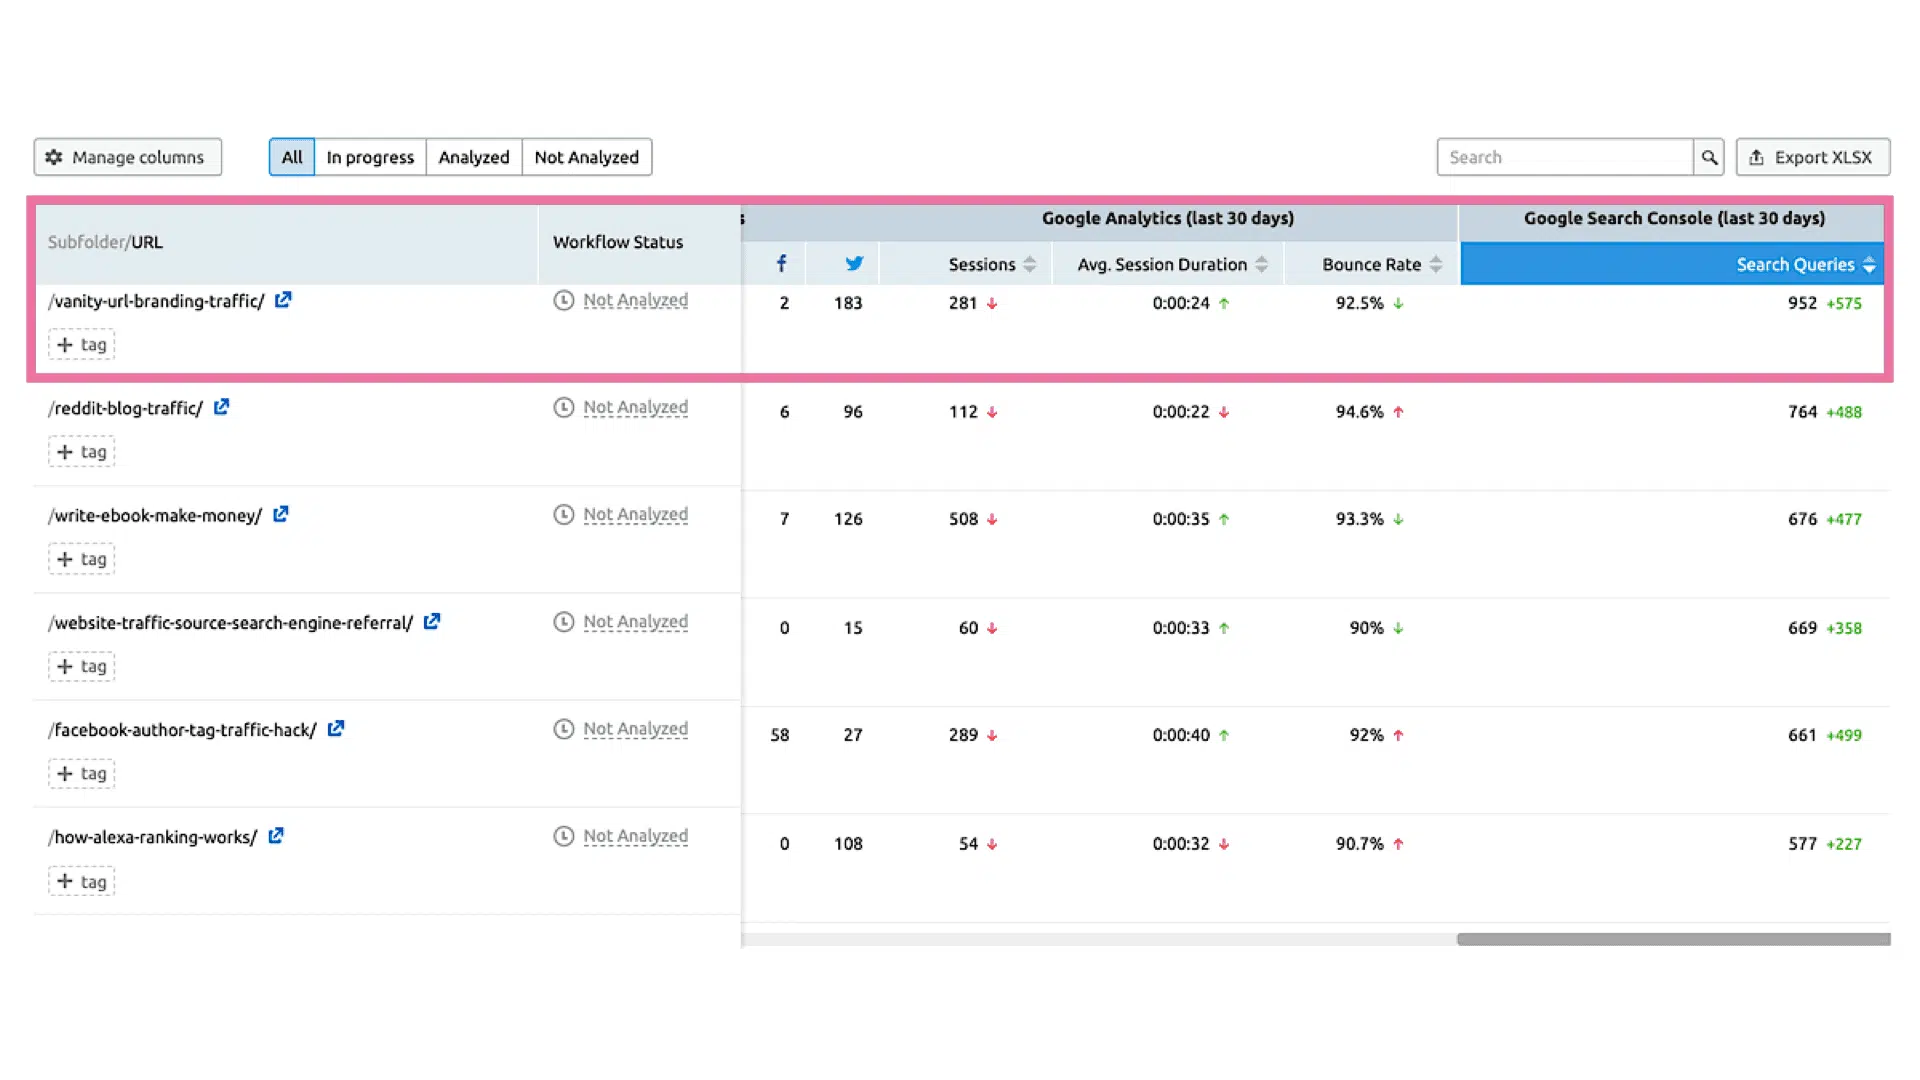 Manage columns All In progress Analyzed Not Analyzed Search Export XLSX
s Google Analytics (last 30 days) Google Search Console (last 30 days)
Subfolder/URL Workflow Status
Sessions Avg. Session Duration Bounce Rate Search Queries
/vanity-url-branding-traffic/ Not Analyzed 2 183 281 0:00:24 92.5% 952 +575
+ tag
/reddit-blog-traffic/ Not Analyzed 6 96 112 0:00:22 94.6% 764 +488
+ tag
/write-ebook-make-money/ Not Analyzed 7 126 508 0:00:35 93.3% 676 +477
+ tag
/website-traffic-source-search-engine-referral/ Not Analyzed 0 15 60 0:00:33 90% 669 +358
+ tag
/facebook-author-tag-traffic-hack/ Not Analyzed 58 27 289 0:00:40 92% 661 +499
+ tag
/how-alexa-ranking-works/ Not Analyzed 0 108 54 0:00:32 90.7% 577 +227
+ tag